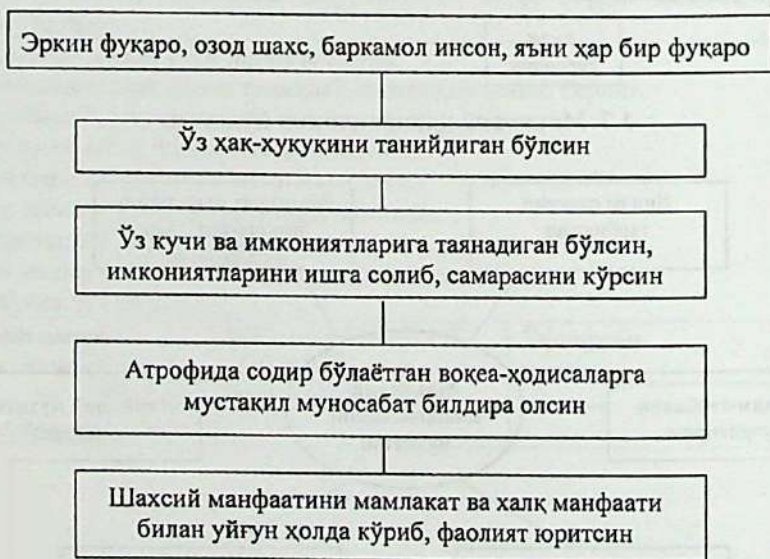 Эркин фуқаро, озод шахс, баркамол инсон, яъни ҳар бир фуқаро
Ўз ҳақ-ҳуқуқини танийдиган бўлсин
Ўз кучи ва имкониятларига таянадиган бўлсин,
имкониятларини ишга солиб, самарасини кўрсин
Атрофида содир бўлаётган воқеа-ҳодисаларга
мустақил муносабат билдира олсин
Шахсий манфаатини мамлакат ва халқ манфаати
билан уйғун ҳолда кўриб, фаолият юритсин